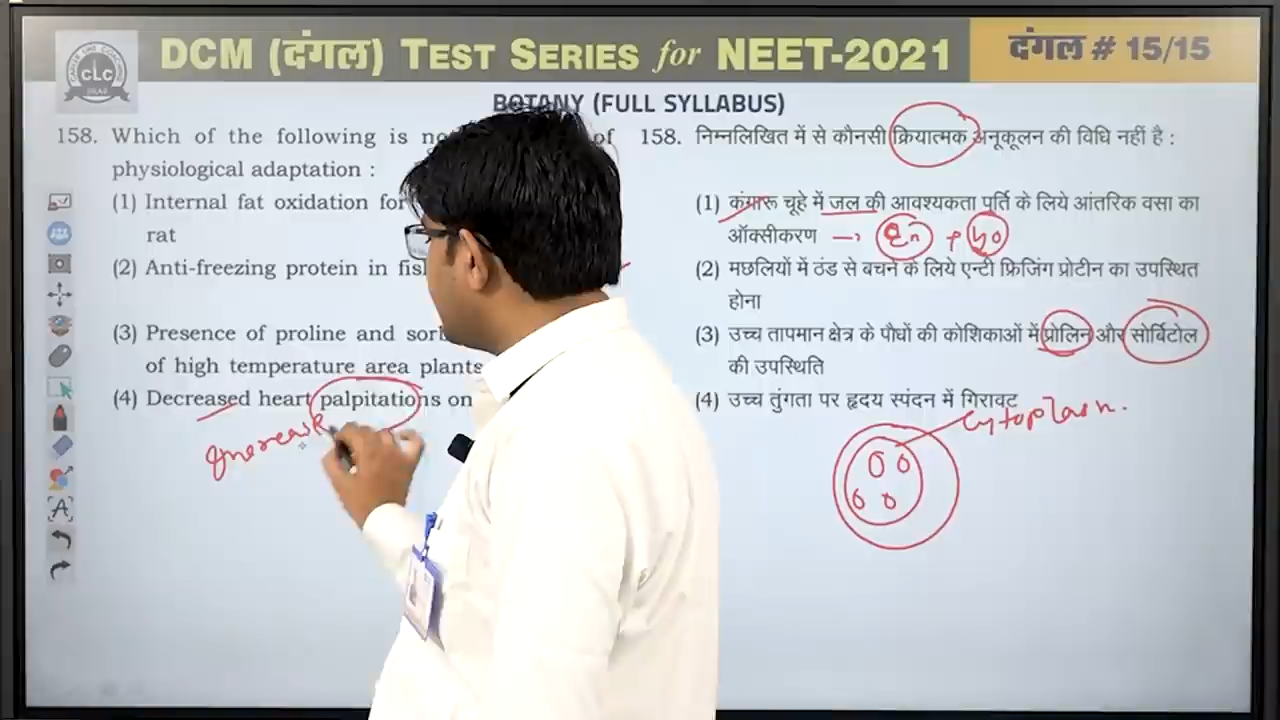 DCM (दंगल) TEST SERIES for NEET-2021
दंगल # 15/15
CLC
BOTANY (FULL SYLLABUS)
158. Which of the following is of
physiological adaptation :
(1) Internal fat oxidation for
rat
(2) Anti-freezing protein in
(3) Presence of proline and
of high temperature area plants
(4) Decreased heart palpitations on
158. निम्नलिखित में से कौनसी क्रियात्मक अनूकूलन की विधि नहीं है :
(1) कंगारू चूहे में जल की आवश्यकता पूर्ति के लिये आंतरिक वसा का
ऑक्सीकरण
(2) मछलियों में ठंड से बचने के लिये एन्टी फ्रिजिंग प्रोटीन का उपस्थित
होना
(3) उच्च तापमान क्षेत्र के पौधों की कोशिकाओं में प्रोलिन और सोर्बिटोल
की उपस्थिति
(4) उच्च तुंगता पर हृदय स्पंदन में गिरावट
Cytoplasm.